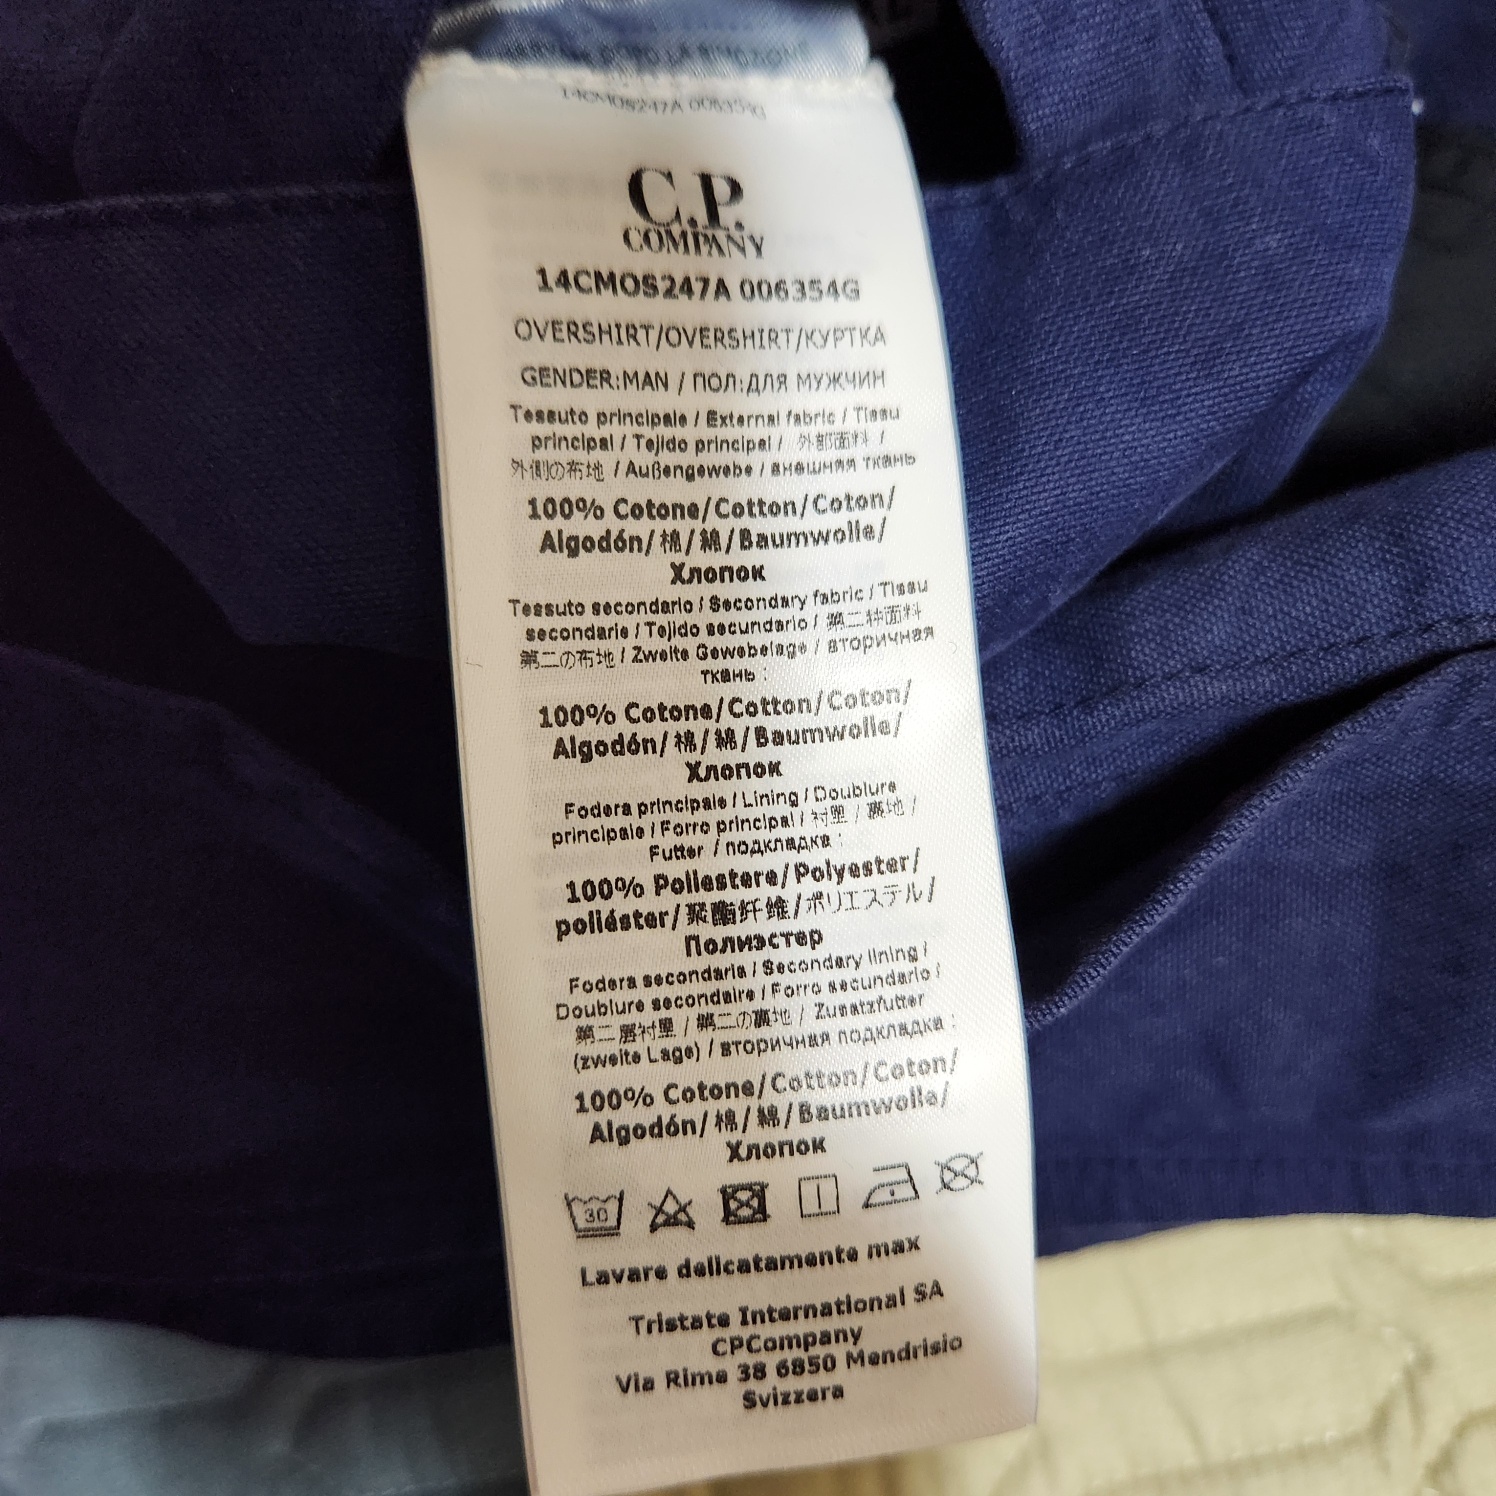 14CMOS247A 006354G
C.P.
COMPANY
14CMOS247A 006354G
OVERSHIRT/OVERSHIRT/КУРТКА
GENDER:MAN / ПОЛ:ДЛЯ МУЖЧИН
Tessuto principale / External fabric / Tissu
principal / Tejido principal / 外部面料 /
外側の布地 / Außengewebe / внешняя ткань
100% Cotone/Cotton/Coton/
Algodón/棉/綿/Baumwolle/
Хлопок
Tessuto secondario / Secondary fabric / Tissu
secondarie / Tejido secundario / 第二种面料
第二の布地 / Zweite Gewebelage / вторичная
ткань :
100% Cotone/Cotton/Coton/
Algodón/棉/綿/Baumwolle/
Хлопок
Fodera principale / Lining / Doublure
principale / Forro principal / 衬里 / 裏地 /
Futter / подкладка :
100% Poliestere/Polyester/
poliéster/聚酯纤维/ポリエステル/
Полиэстер
Fodera secondaria / Secondary lining /
Doublure secondaire / Forro secundario /
第二层衬里 / 第二の裏地 / Zusatzfutter
(zweite Lage) / вторичная подкладка :
100% Cotone/Cotton/Coton/
Algodón/棉/綿/Baumwolle/
Хлопок
30
Lavare delicatamente max
Tristate International SA
CPCompany
Via Rime 38 6850 Mendrisio
Svizzera